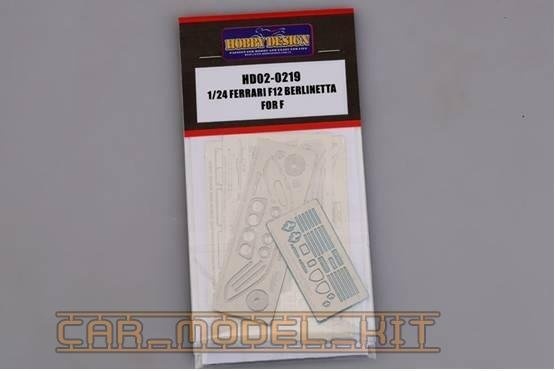 HOBBY DESIGN
HD02-0219
1/24 FERRARI F12 BERLINETTA
FOR F
CAR_MODEL_KIT